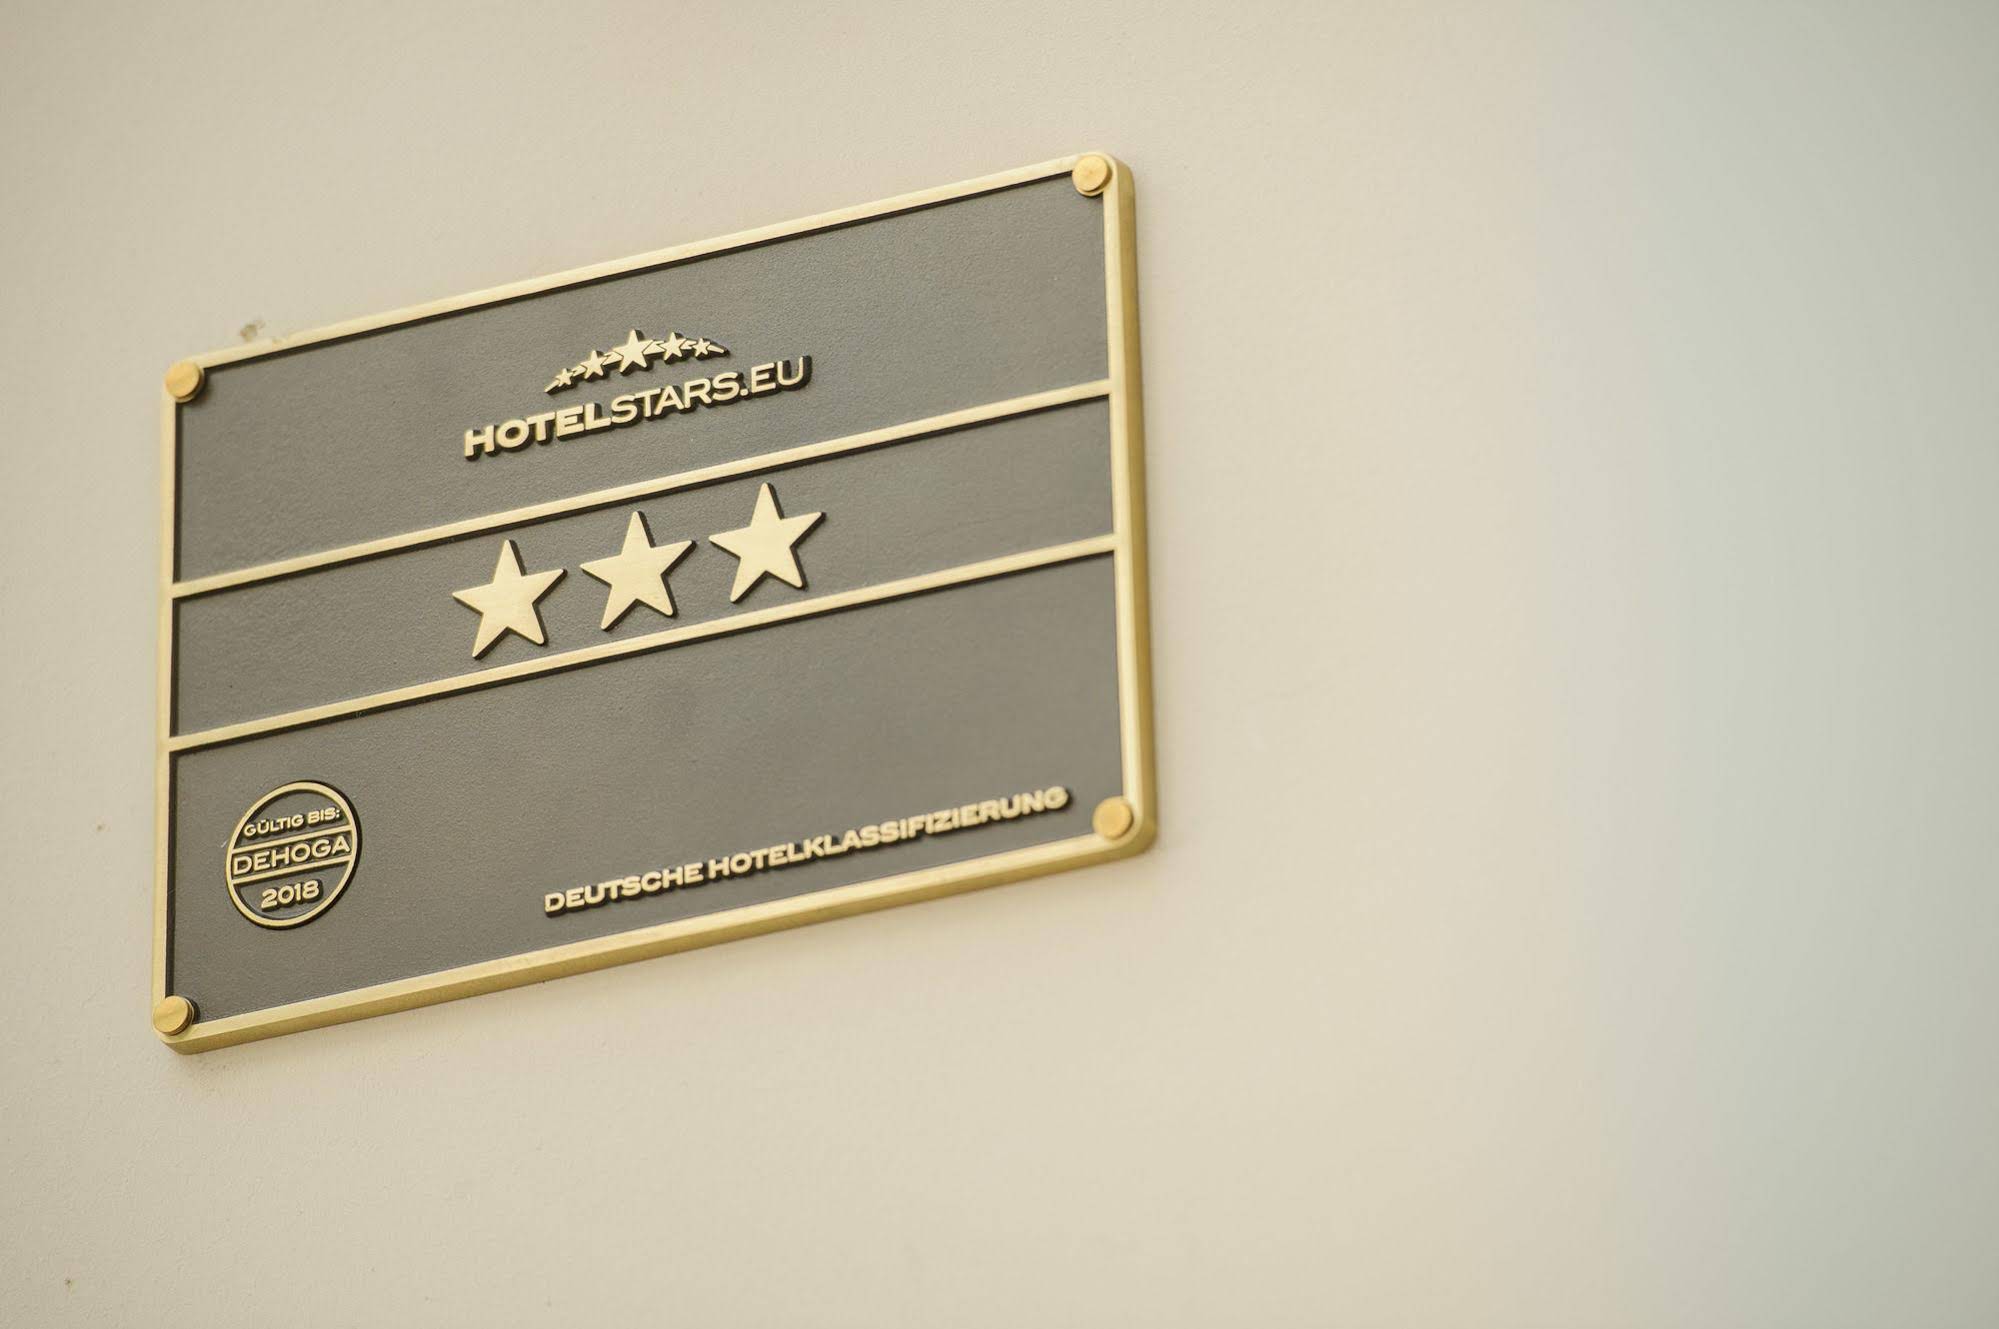 HOTELSTARS.EU
GÜLTIG BIS:
DEHOGA
2018
DEUTSCHE HOTELKLASSIFIZIERUNG